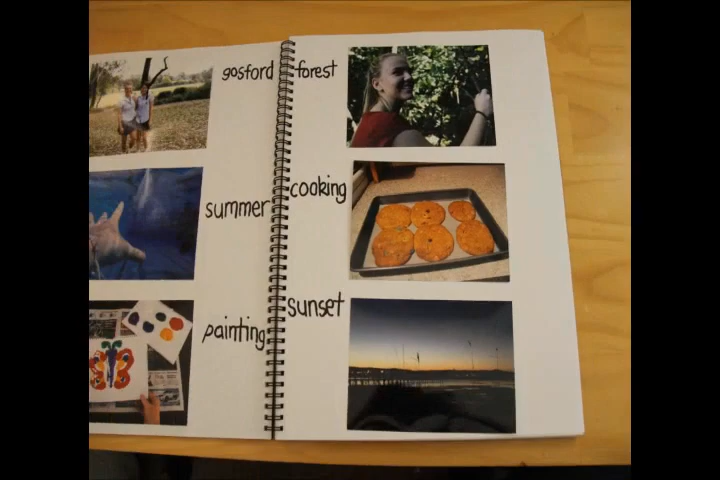 gosford
summer
painting
forest
cooking
sunset